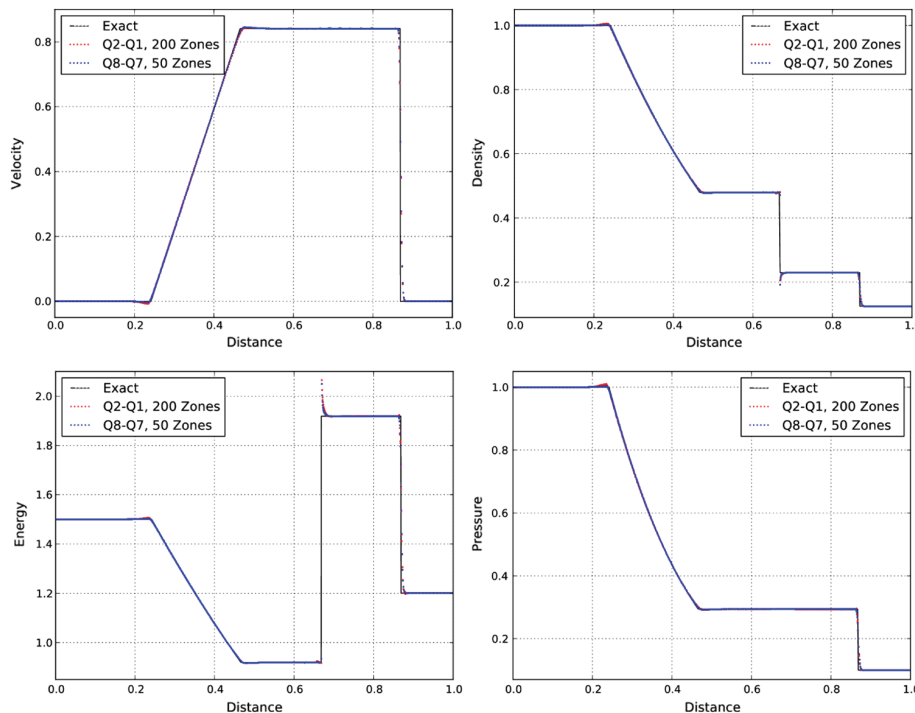 0.8
0.6
0.4
0.2
0.0
Velocity
Exact
Q2-Q1, 200 Zones
Q8-Q7, 50 Zones
0.0 0.2 0.4 0.6 0.8 1.0
Distance
1.0
0.8
0.6
0.4
0.2
Density
Exact
Q2-Q1, 200 Zones
Q8-Q7, 50 Zones
0.0 0.2 0.4 0.6 0.8 1.0
Distance
2.0
1.8
1.6
1.4
1.2
1.0
Energy
Exact
Q2-Q1, 200 Zones
Q8-Q7, 50 Zones
0.0 0.2 0.4 0.6 0.8 1.0
Distance
1.0
0.8
0.6
0.4
0.2
Pressure
Exact
Q2-Q1, 200 Zones
Q8-Q7, 50 Zones
0.0 0.2 0.4 0.6 0.8 1.0
Distance